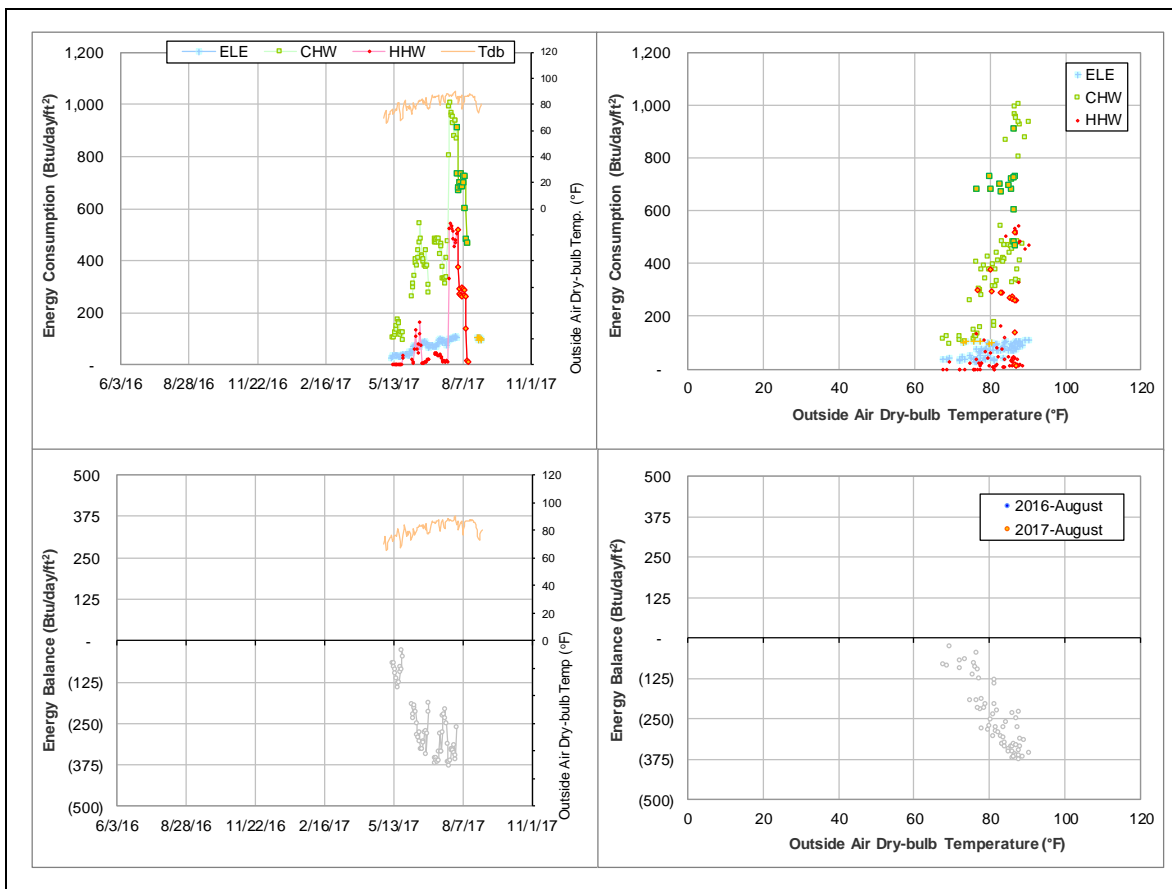 ELE CHW HHW Tdb
1,200
1,000
800
600
400
200
-
120
100
80
60
40
20
0
6/3/16 8/28/16 11/22/16 2/16/17 5/13/17 8/7/17 11/1/17
Energy Consumption (Btu/day/ft²)
Outside Air Dry-bulb Temp. (°F)
1,200
1,000
800
600
400
200
-
ELE
CHW
HHW
0 20 40 60 80 100 120
Energy Consumption (Btu/day/ft²)
Outside Air Dry-bulb Temperature (°F)
500
375
250
125
-
(125)
(250)
(375)
(500)
120
100
80
60
40
20
0
6/3/16 8/28/16 11/22/16 2/16/17 5/13/17 8/7/17 11/1/17
Energy Balance (Btu/day/ft²)
Outside Air Dry-bulb Temp (°F)
500
375
250
125
-
(125)
(250)
(375)
(500)
2016-August
2017-August
0 20 40 60 80 100 120
Energy Balance (Btu/day/ft²)
Outside Air Dry-bulb Temperature (°F)